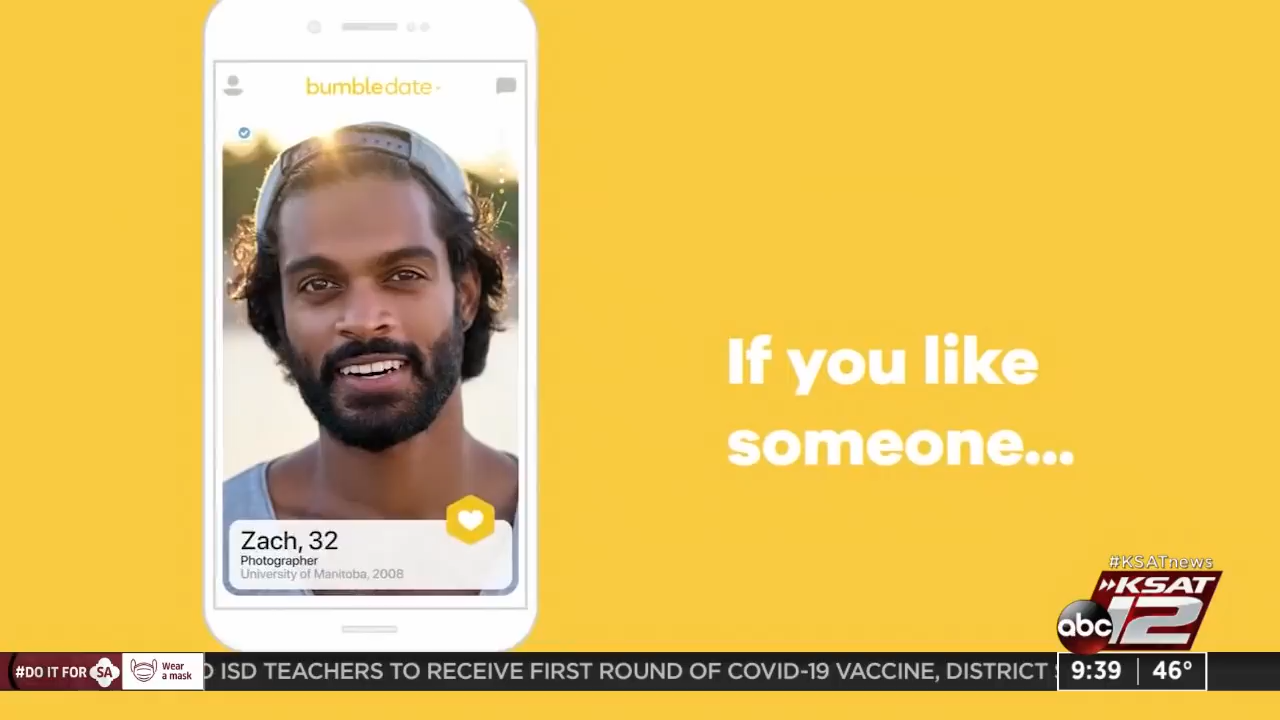 bumble date
If you like
someone...
Zach, 32
Photographer
University of Manitoba, 2008
#KSATnews
KSAT
abc 12
#DO IT FOR SA
Wear
a mask
ISD TEACHERS TO RECEIVE FIRST ROUND OF COVID-19 VACCINE, DISTRICT
9:39 46°